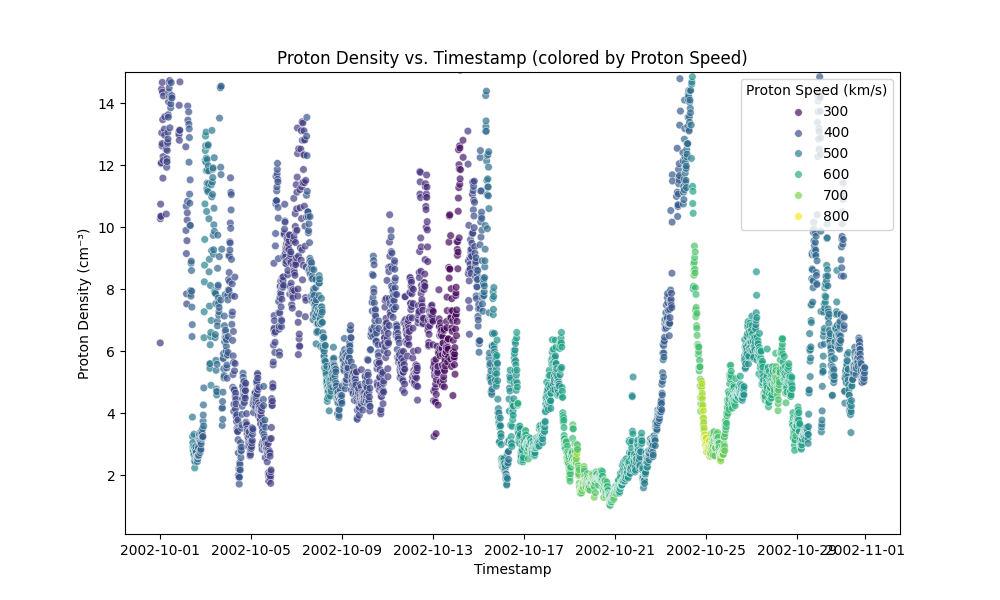 Proton Density vs. Timestamp (colored by Proton Speed)
Proton Density (cm⁻³)
14
12
10
8
6
4
2
Proton Speed (km/s)
300
400
500
600
700
800
2002-10-01 2002-10-05 2002-10-09 2002-10-13 2002-10-17 2002-10-21 2002-10-25 2002-10-29 2002-11-01
Timestamp